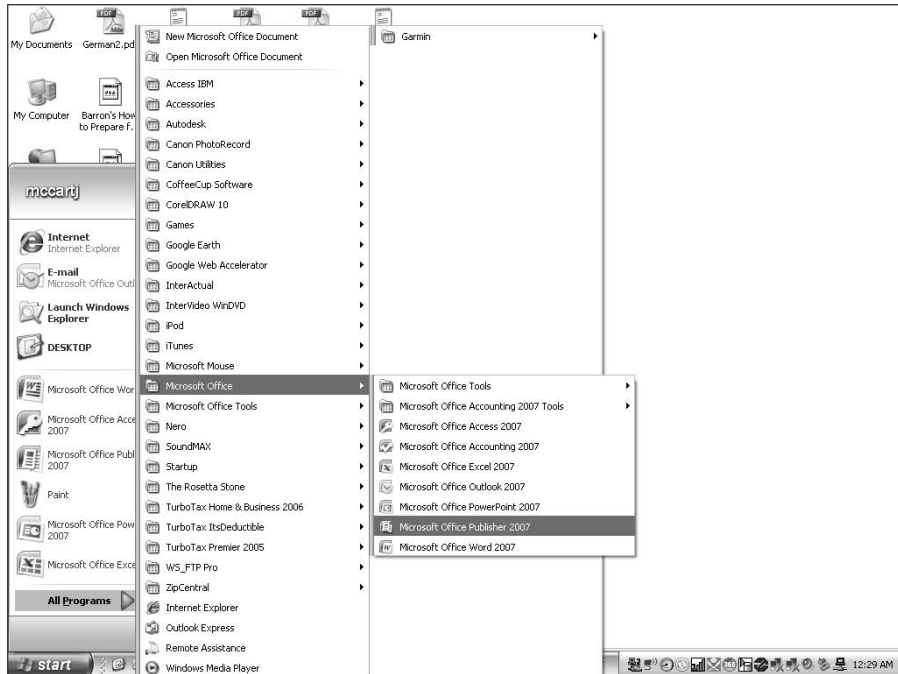 My Documents
German2.pd
My Computer
Barron's How
to Prepare f.
mccartj
Internet
Internet Explorer
E-mail
Microsoft Office Outl
Launch Windows
Explorer
DESKTOP
Microsoft Office Wor
Microsoft Office Acce
2007
Microsoft Office Publ
2007
Paint
Microsoft Office Pow
2007
Microsoft Office Exce
All Programs
start
New Microsoft Office Document
Open Microsoft Office Document
Access IBM
Accessories
Autodesk
Canon PhotoRecord
Canon Utilities
CoffeeCup Software
CorelDRAW 10
Games
Google Earth
Google Web Accelerator
InterActual
InterVideo WinDVD
iPod
iTunes
Microsoft Mouse
Microsoft Office
Microsoft Office Tools
Nero
SoundMAX
Startup
The Rosetta Stone
TurboTax Home & Business 2006
TurboTax ItsDeductible
TurboTax Premier 2005
WS_FTP Pro
ZipCentral
Internet Explorer
Outlook Express
Remote Assistance
Windows Media Player
Garmin
Microsoft Office Tools
Microsoft Office Accounting 2007 Tools
Microsoft Office Access 2007
Microsoft Office Accounting 2007
Microsoft Office Excel 2007
Microsoft Office Outlook 2007
Microsoft Office PowerPoint 2007
Microsoft Office Publisher 2007
Microsoft Office Word 2007
12:29 AM